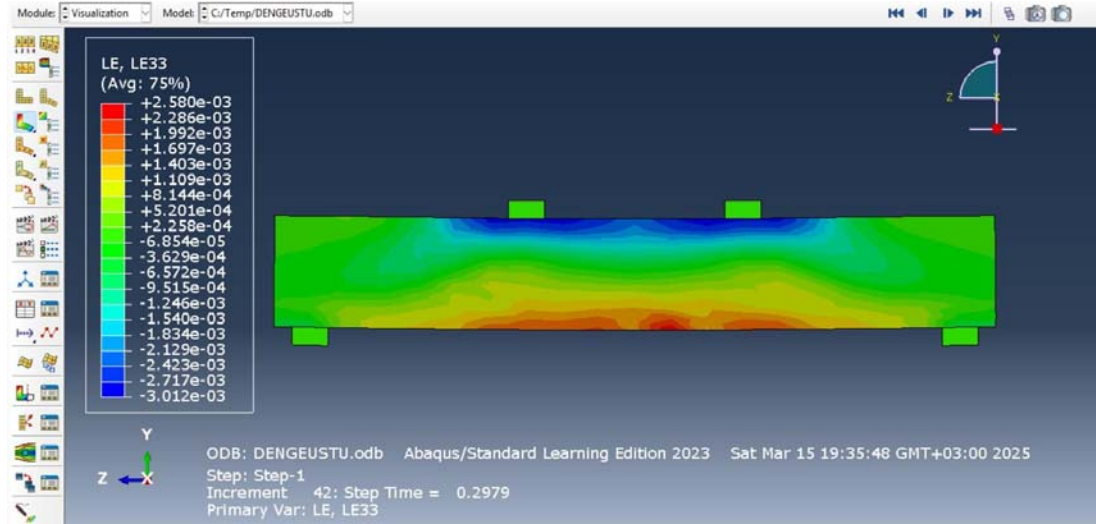 Module: Visualization Model: C:/Temp/DENGEUSTU.odb
LE, LE33
(Avg: 75%)
+2.580e-03
+2.286e-03
+1.992e-03
+1.697e-03
+1.403e-03
+1.109e-03
+8.144e-04
+5.201e-04
+2.258e-04
-6.854e-05
-3.629e-04
-6.572e-04
-9.515e-04
-1.246e-03
-1.540e-03
-1.834e-03
-2.129e-03
-2.423e-03
-2.717e-03
-3.012e-03
Y
Z
X
Y
Z
X
ODB: DENGEUSTU.odb Abaqus/Standard Learning Edition 2023 Sat Mar 15 19:35:48 GMT+03:00 2025
Step: Step-1
Increment 42: Step Time = 0.2979
Primary Var: LE, LE33